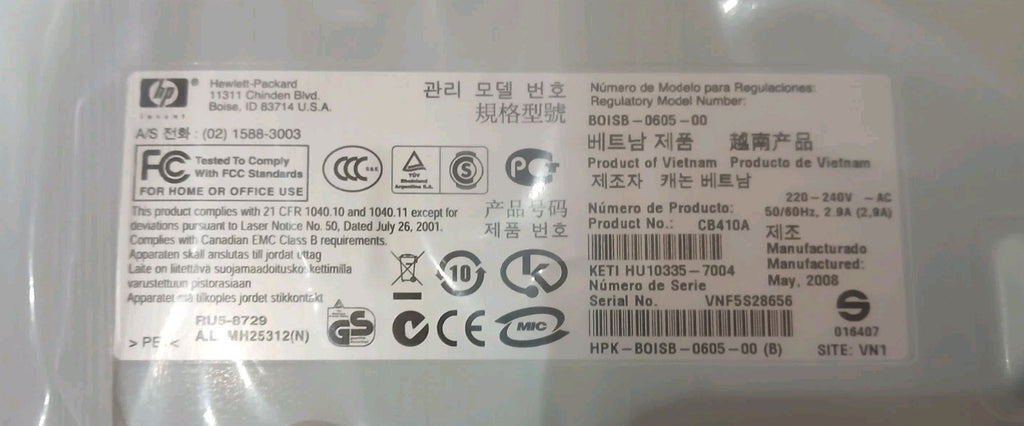 hp
invent
Hewlett-Packard
11311 Chinden Blvd.
Boise, ID 83714 U.S.A.
A/S 전화 : (02) 1588-3003
FC Tested To Comply
With FCC Standards
FOR HOME OR OFFICE USE
CCC S&E
TÜV
Rheinland
Argentina S.A.
S
PCT
This product complies with 21 CFR 1040.10 and 1040.11 except for
deviations pursuant to Laser Notice No. 50, Dated July 26, 2001.
Complies with Canadian EMC Class B requirements.
Apparaten skall anslutas till jordat uttag
Laite on liitettävä suojamaadoituskoskettimilla
varustettuun pistorasiaan
Apparatet må tilkoples jordet stikkontakt
RU5-8729
A.L. MH25312(N)
> PE <
관리 모델 번호
規格型號
产品号码
제품 번호
10
K
GS
CE
MIC
Número de Modelo para Regulaciones:
Regulatory Model Number:
BOISB-0605-00
베트남 제품 越南产品
Product of Vietnam Producto de Vietnam
제조자 캐논 베트남
220-240V ~ AC
50/60Hz, 2.9A (2,9A)
Número de Producto:
Product No.: CB410A
KETI HU10335-7004
Número de Serie
Serial No. VNF5S28656
HPK-BOISB-0605-00 (B)
제조
Manufacturado
Manufactured:
May, 2008
S
016407
SITE: VN1